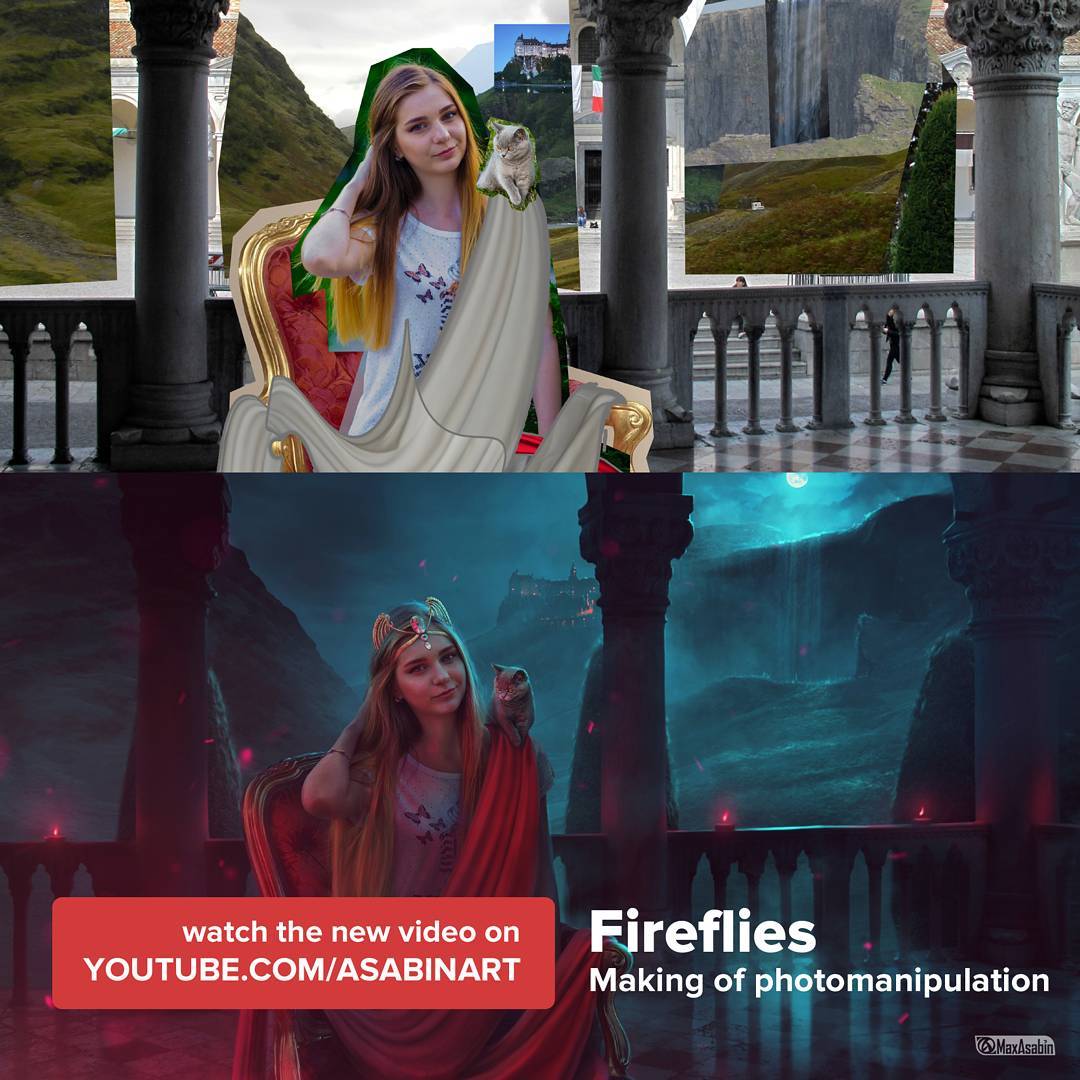 watch the new video on
YOUTUBE.COM/ASABINART
Fireflies
Making of photomanipulation
@MaxAsabin